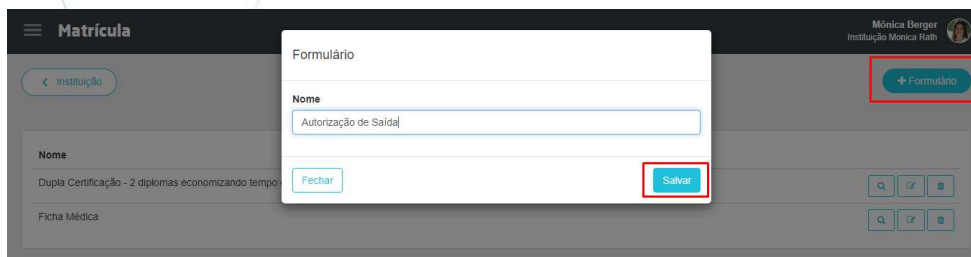 Matrícula
Mónica Berger
Instituição Monica Rath
Instituição
+ Formulário
Formulário
Nome
Autorização de Saída
Fechar
Salvar
Nome
Dupla Certificação - 2 diplomas economizando tempo
Ficha Médica